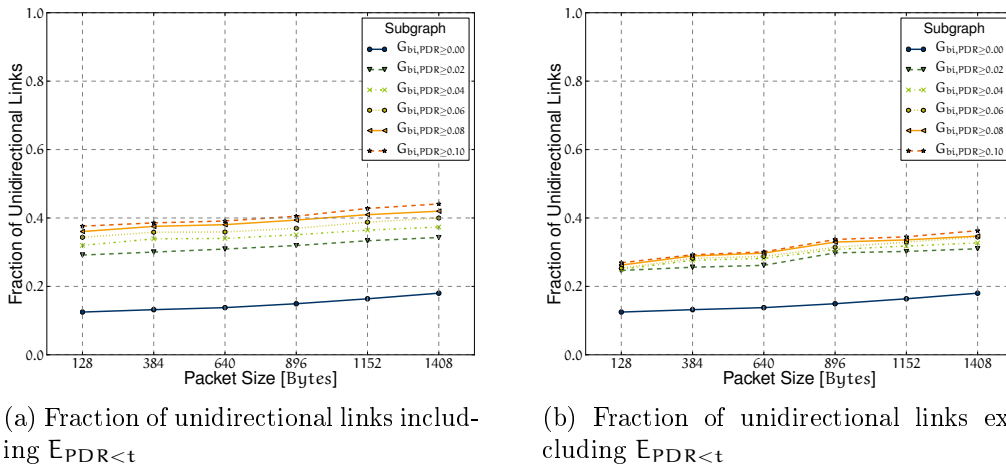 1.0
0.8
0.6
0.4
0.2
0.0
Fraction of Unidirectional Links
128 384 640 896 1152 1408
Packet Size [Bytes]
Subgraph
G_bi,PDR≥0.00
G_bi,PDR≥0.02
G_bi,PDR≥0.04
G_bi,PDR≥0.06
G_bi,PDR≥0.08
G_bi,PDR≥0.10
(a) Fraction of unidirectional links includ-
ing E_PDR<t
1.0
0.8
0.6
0.4
0.2
0.0
Fraction of Unidirectional Links
128 384 640 896 1152 1408
Packet Size [Bytes]
Subgraph
G_bi,PDR≥0.00
G_bi,PDR≥0.02
G_bi,PDR≥0.04
G_bi,PDR≥0.06
G_bi,PDR≥0.08
G_bi,PDR≥0.10
(b) Fraction of unidirectional links ex
cluding E_PDR<t